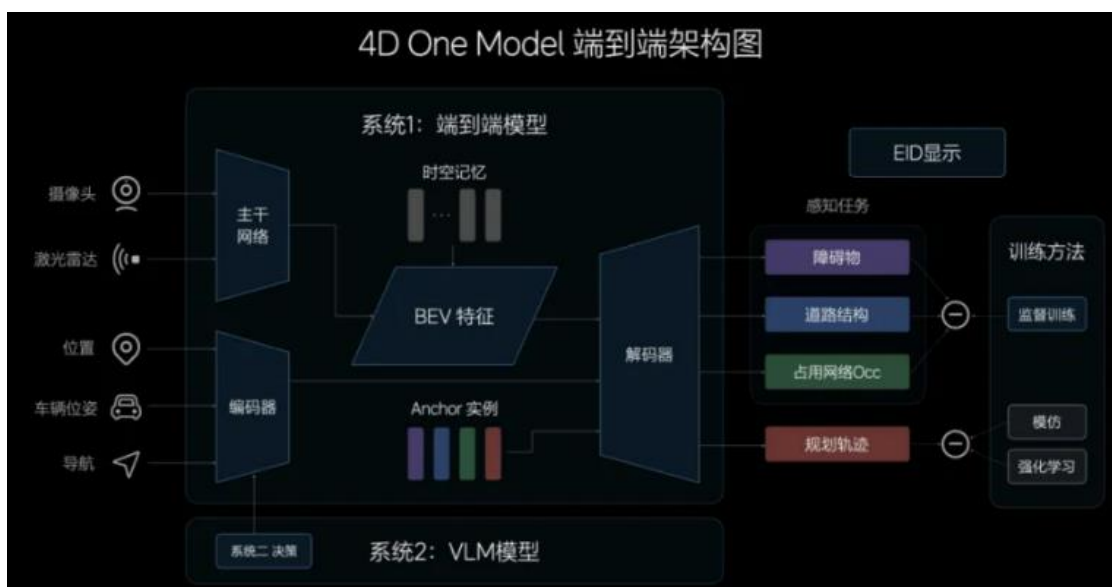 4D One Model 端到端架构图
系统1：端到端模型
EID显示
时空记忆
摄像头
感知任务
主干
网络
障碍物
训练方法
激光雷达
BEV 特征
道路结构
监督训练
位置
解码器
占用网络Occ
车辆位姿
编码器
Anchor 实例
模仿
规划轨迹
导航
强化学习
系统二 决策
系统2：VLM模型